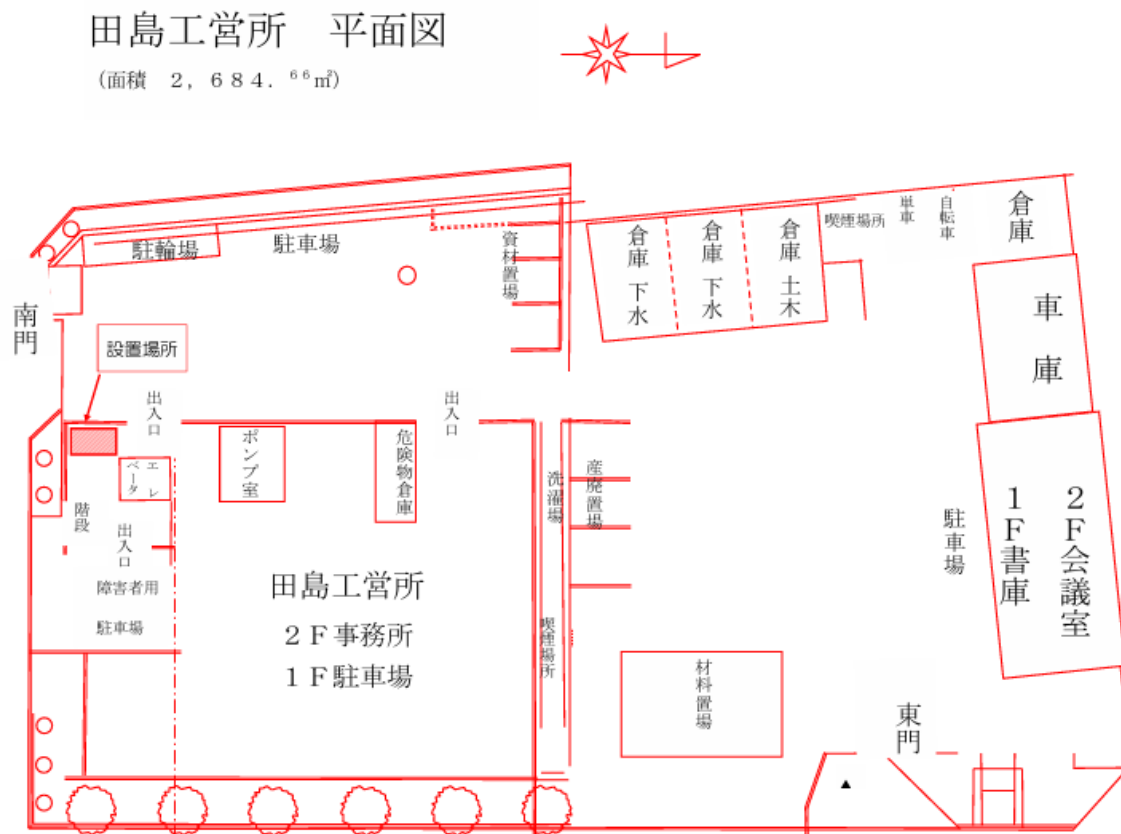 田島工営所 平面図
（面積 2，684．66㎡）
駐輪場
駐車場
資材置場
倉庫 下水
倉庫 下水
倉庫 土木
喫煙場所
単車
自転車
倉庫
車庫
南門
設置場所
出入口
出入口
ポンプ室
危険物倉庫
エレベータ
階段
出入口
障害者用
駐車場
洗濯場
産廃置場
喫煙場所
田島工営所
2F事務所
1F駐車場
駐車場
2F会議室
1F書庫
材料置場
東門